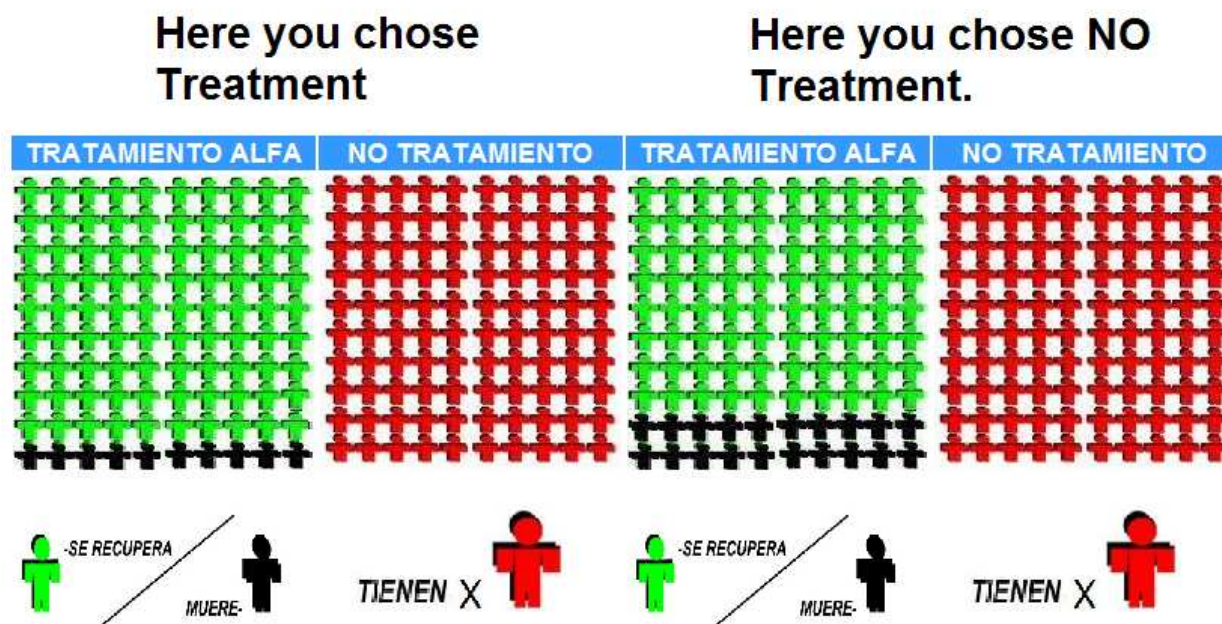 Here you chose
Treatment
Here you chose NO
Treatment.
TRATAMIENTO ALFA
NO TRATAMIENTO
TRATAMIENTO ALFA
NO TRATAMIENTO
-SE RECUPERA
MUERE-
TIENEN X
-SE RECUPERA
MUERE-
TIENEN X